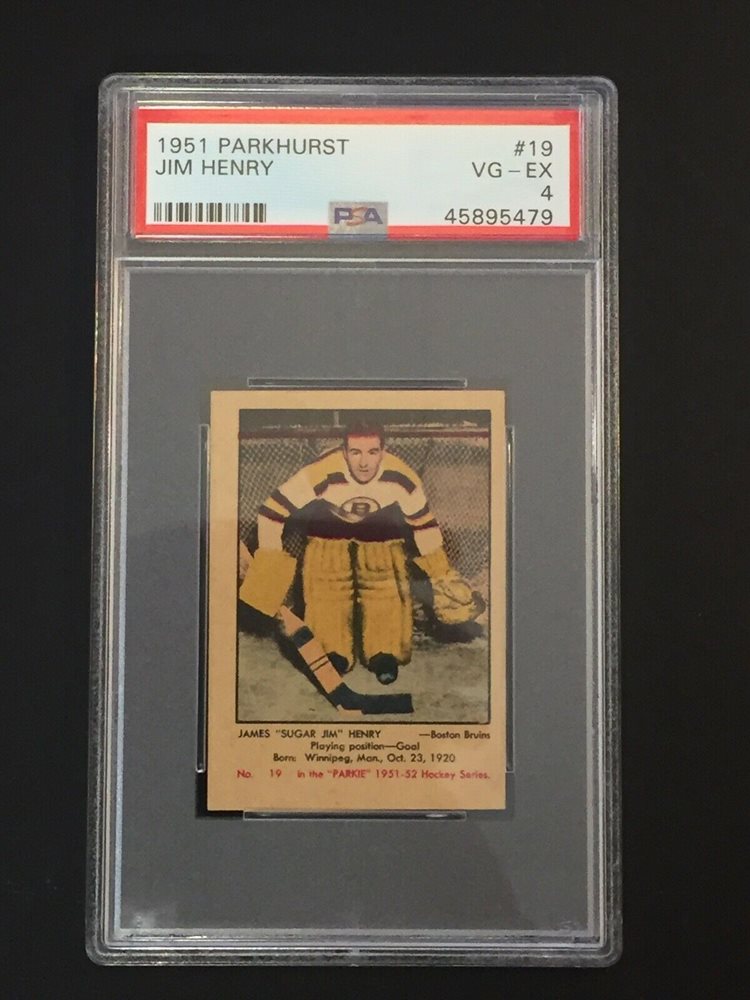 1951 PARKHURST #19
JIM HENRY VG - EX
4
PSA 45895479
B
JAMES "SUGAR JIM" HENRY —Boston Bruins
Playing position—Goal
Born: Winnipeg, Man., Oct. 23, 1920
No. 19 in the "PARKIE" 1951-52 Hockey Series.